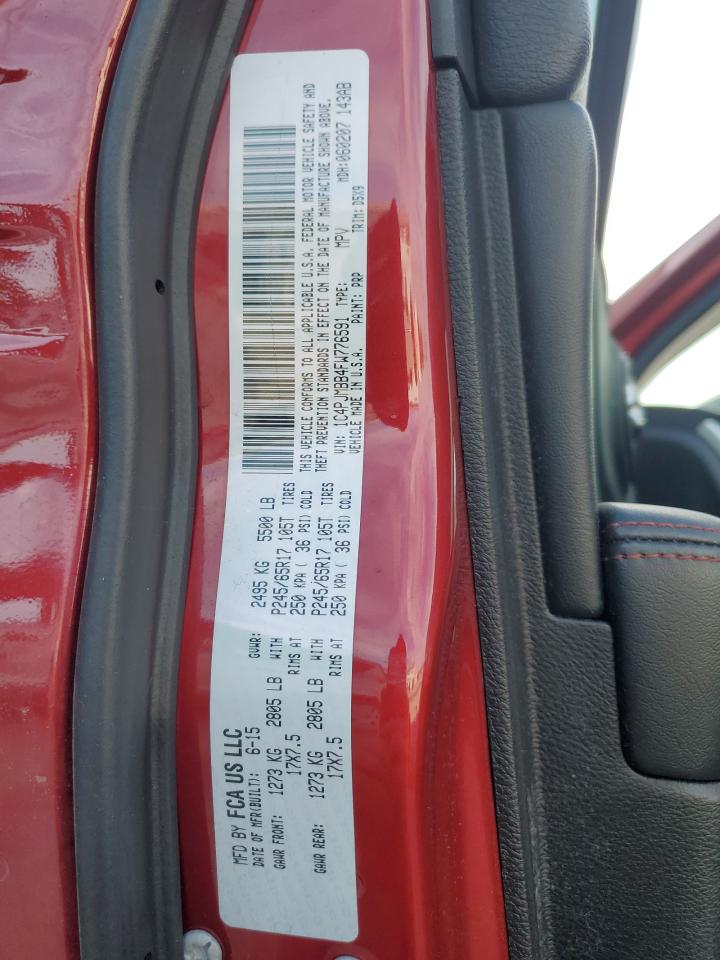 MFD BY FCA US LLC
DATE OF MFR(BUILT): 6-15 GVWR: 2495 KG 5500 LB
GAWR FRONT: 1273 KG 2805 LB WITH P245/65R17 105T TIRES
17X7.5 RIMS AT 250 KPA ( 36 PSI) COLD
GAWR REAR: 1273 KG 2805 LB WITH P245/65R17 105T TIRES
17X7.5 RIMS AT 250 KPA ( 36 PSI) COLD
THIS VEHICLE CONFORMS TO ALL APPLICABLE U.S.A. FEDERAL MOTOR VEHICLE SAFETY AND
THEFT PREVENTION STANDARDS IN EFFECT ON THE DATE OF MANUFACTURE SHOWN ABOVE.
VIN: 1C4PJMBB4FW776591 TYPE: MPV MDH:060207 143AB
VEHICLE MADE IN U.S.A. PAINT: PRP TRIM: D5X9